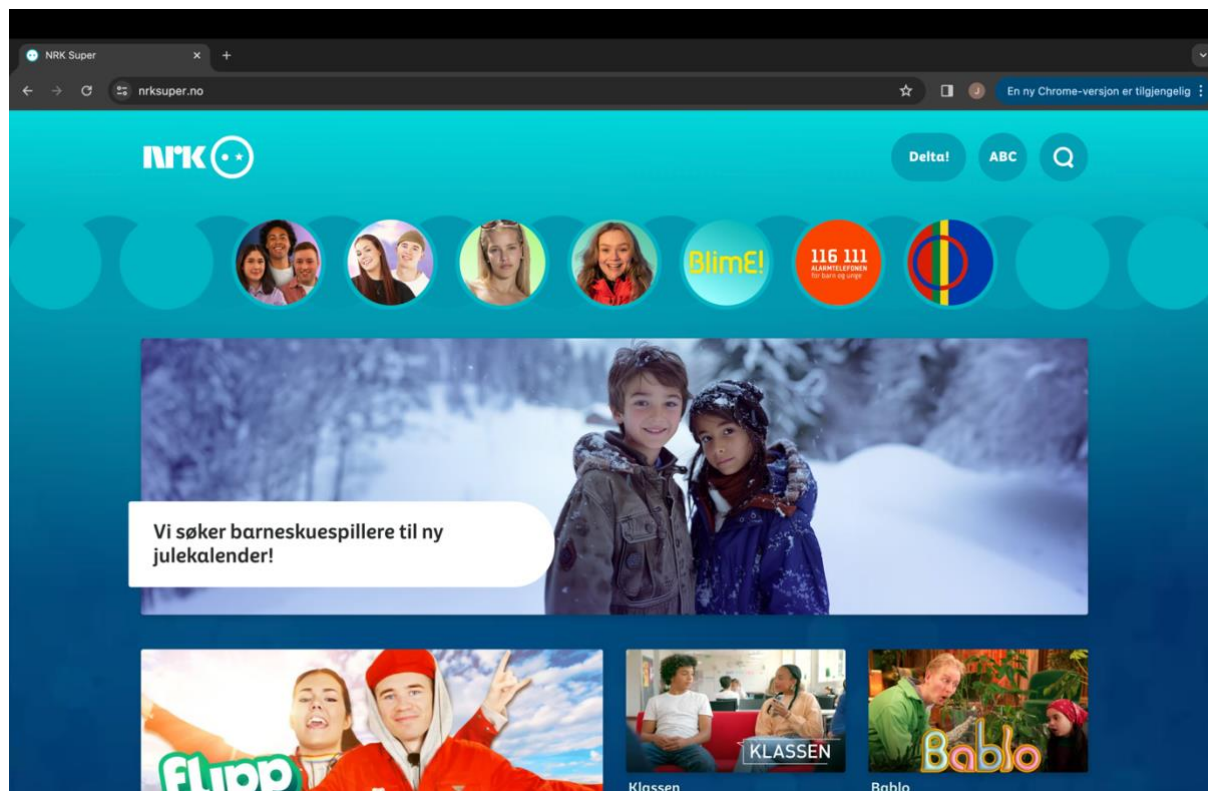 NRK Super
nrksuper.no
En ny Chrome-versjon er tilgjengelig
nrk
Delta!
ABC
BlimE!
116 111
ALARMTELEFONEN
for barn og unge
Vi søker barneskuespillere til ny
julekalender!
flipp
KLASSEN
Bablo
Klassen
Bablo